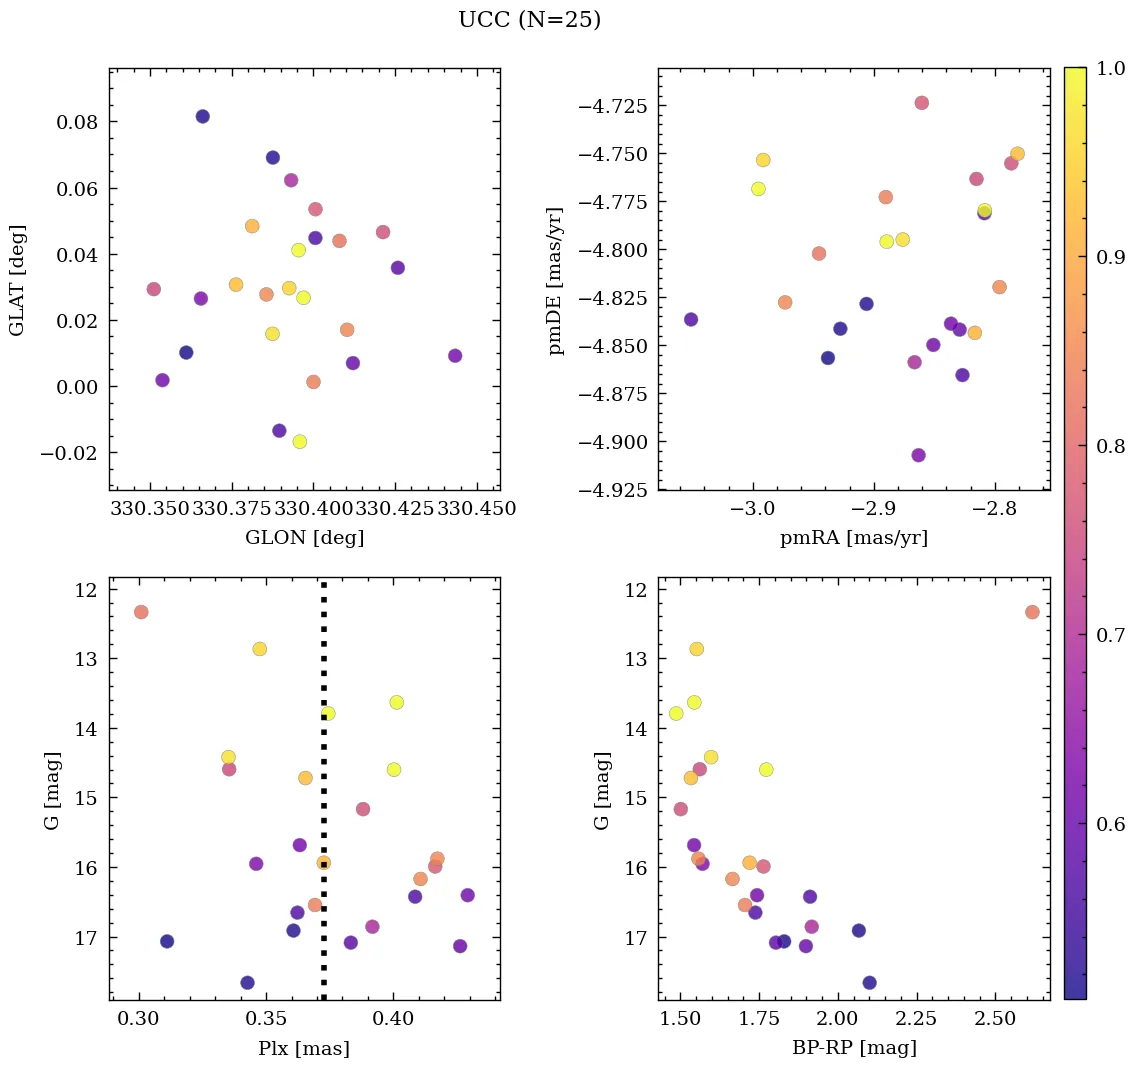 UCC (N=25)
0.08
0.06
0.04
0.02
0.00
−0.02
GLAT [deg]
330.350 330.375 330.400 330.425 330.450
GLON [deg]
−4.725
−4.750
−4.775
−4.800
−4.825
−4.850
−4.875
−4.900
−4.925
pmDE [mas/yr]
−3.0 −2.9 −2.8
pmRA [mas/yr]
12
13
14
15
16
17
G [mag]
0.30 0.35 0.40
Plx [mas]
12
13
14
15
16
17
G [mag]
1.50 1.75 2.00 2.25 2.50
BP-RP [mag]
1.0
0.9
0.8
0.7
0.6